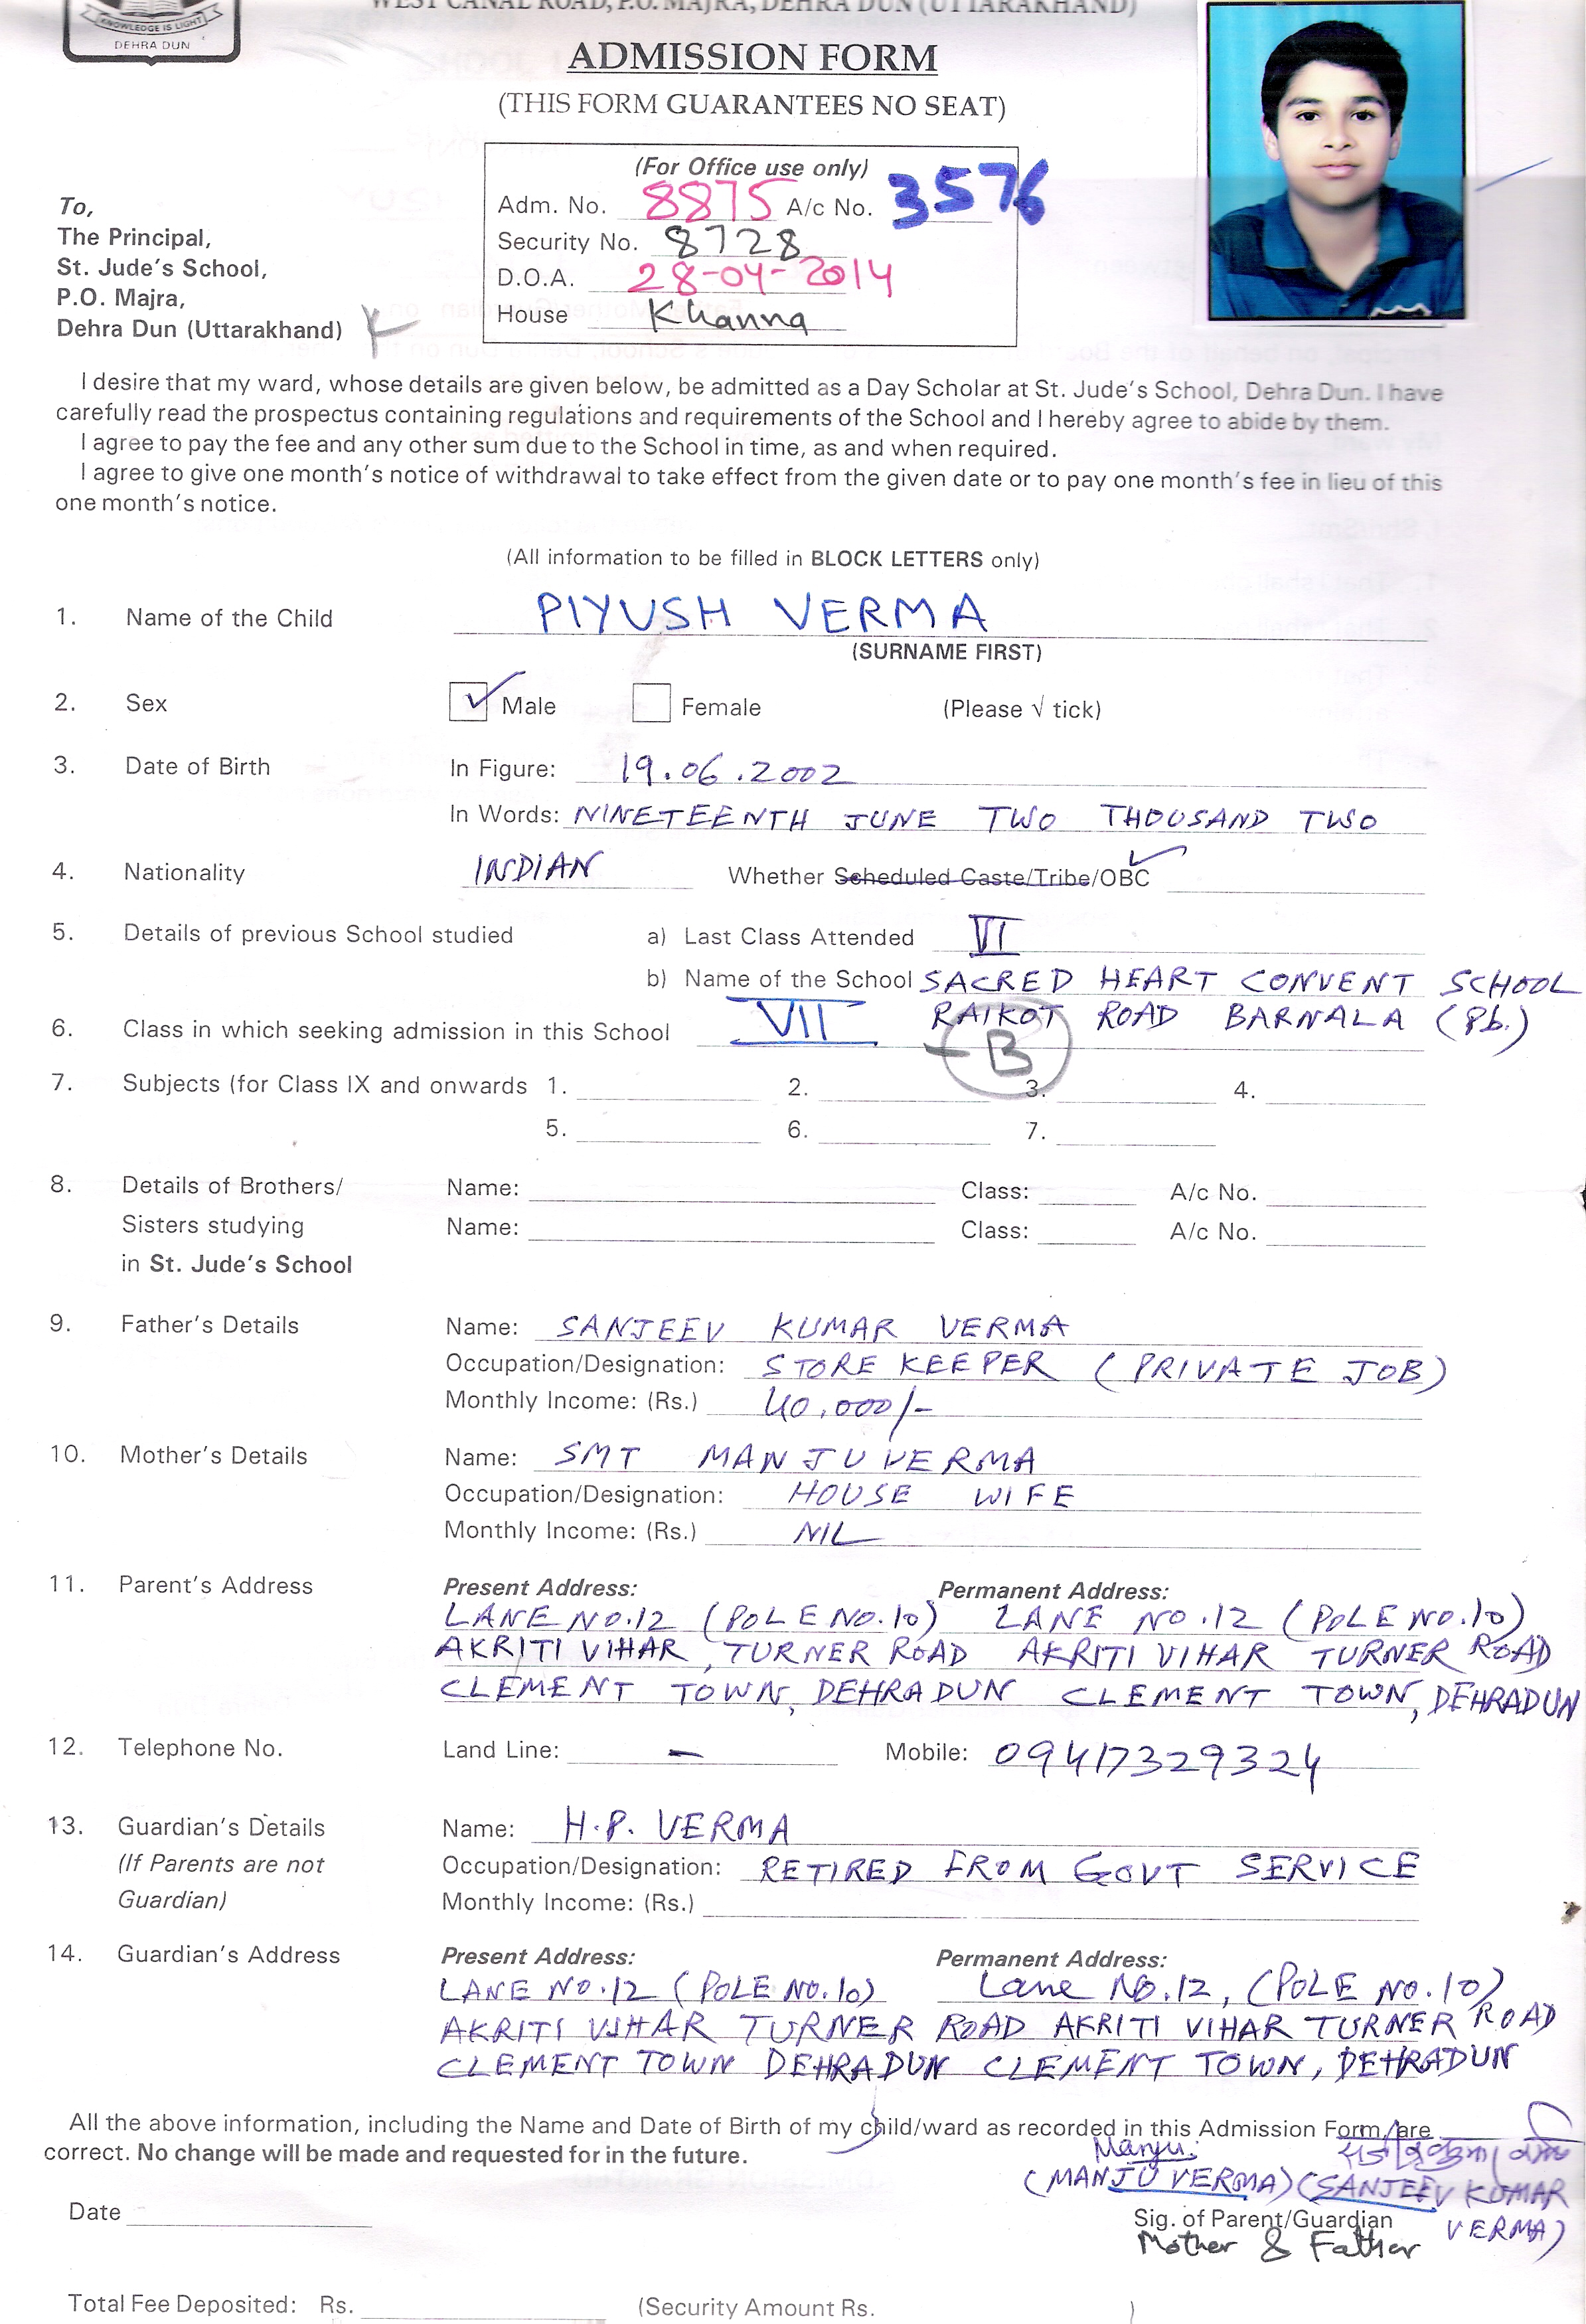 WEST CANAL ROAD, P.O. MAJRA, DEHRA DUN (UTTARAKHAND)
KNOWLEDGE IS LIGHT
DEHRA DUN
ADMISSION FORM
(THIS FORM GUARANTEES NO SEAT)
(For Office use only)
Adm. No. 8875 A/c No. 3576
Security No. 8728
D.O.A. 28-04-2014
House Khanna
To,
The Principal,
St. Jude's School,
P.O. Majra,
Dehra Dun (Uttarakhand)
I desire that my ward, whose details are given below, be admitted as a Day Scholar at St. Jude's School, Dehra Dun. I have
carefully read the prospectus containing regulations and requirements of the School and I hereby agree to abide by them.
I agree to pay the fee and any other sum due to the School in time, as and when required.
I agree to give one month's notice of withdrawal to take effect from the given date or to pay one month's fee in lieu of this
one month's notice.
(All information to be filled in BLOCK LETTERS only)
1. Name of the Child PIYUSH VERMA
(SURNAME FIRST)
2. Sex Male Female (Please √ tick)
3. Date of Birth In Figure: 19.06.2002
In Words: NINETEENTH JUNE TWO THOUSAND TWO
4. Nationality INDIAN Whether Scheduled Caste/Tribe/OBC ✓
5. Details of previous School studied a) Last Class Attended VI
b) Name of the School SACRED HEART CONVENT SCHOOL
RAIKOT ROAD BARNALA (Pb.)
6. Class in which seeking admission in this School VII - B
7. Subjects (for Class IX and onwards 1. 2. 3. 4.
5. 6. 7.
8. Details of Brothers/ Name: Class: A/c No.
Sisters studying Name: Class: A/c No.
in St. Jude's School
9. Father's Details Name: SANJEEV KUMAR VERMA
Occupation/Designation: STORE KEEPER (PRIVATE JOB)
Monthly Income: (Rs.) 40,000/-
10. Mother's Details Name: SMT MANJU VERMA
Occupation/Designation: HOUSE WIFE
Monthly Income: (Rs.) NIL
11. Parent's Address Present Address: Permanent Address:
LANE NO.12 (POLE NO.10) LANE NO.12 (POLE NO.10)
AKRITI VIHAR, TURNER ROAD AKRITI VIHAR TURNER ROAD
CLEMENT TOWN, DEHRADUN CLEMENT TOWN, DEHRADUN
12. Telephone No. Land Line: - Mobile: 09417329324
13. Guardian's Details Name: H.P. VERMA
(If Parents are not Occupation/Designation: RETIRED FROM GOVT SERVICE
Guardian) Monthly Income: (Rs.)
14. Guardian's Address Present Address: Permanent Address:
LANE NO.12 (POLE NO.10) Lane No.12, (POLE NO.10)
AKRITI VIHAR TURNER ROAD AKRITI VIHAR TURNER ROAD
CLEMENT TOWN DEHRADUN CLEMENT TOWN, DEHRADUN
All the above information, including the Name and Date of Birth of my child/ward as recorded in this Admission Form, are
correct. No change will be made and requested for in the future.
Manju.
(MANJU VERMA) (SANJEEV KUMAR
VERMA)
Date Sig. of Parent/Guardian
Mother & Father
Total Fee Deposited: Rs. (Security Amount Rs. )